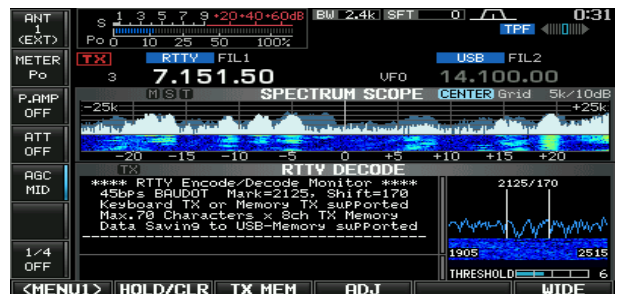 ANT 1 (EXT)
S 1 3 5 7 9 +20+40+60dB BW 2.4k SFT 0 0:31
Po 0 10 25 50 100% TPF
METER Po
TX RTTY FIL1 USB FIL2
3 7.151.50 VFO 14.100.00
P.AMP OFF
M S T SPECTRUM SCOPE CENTER Grid 5k/10dB
-25k +25k
ATT OFF
-20 -15 -10 -5 0 +5 +10 +15 +20
AGC MID
TX RTTY DECODE
**** RTTY Encode/Decode Monitor **** 2125/170
45bps BAUDOT Mark=2125, Shift=170
Keyboard TX or Memory TX supported
Max.70 Characters x 8ch TX Memory
Data Saving to USB-Memory supported
------------------------------------
1/4 OFF
1905 2515
THRESHOLD 6
<MENU1> HOLD/CLR TX MEM ADJ WIDE